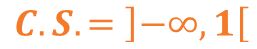 C.S.= ]−∞, 1[